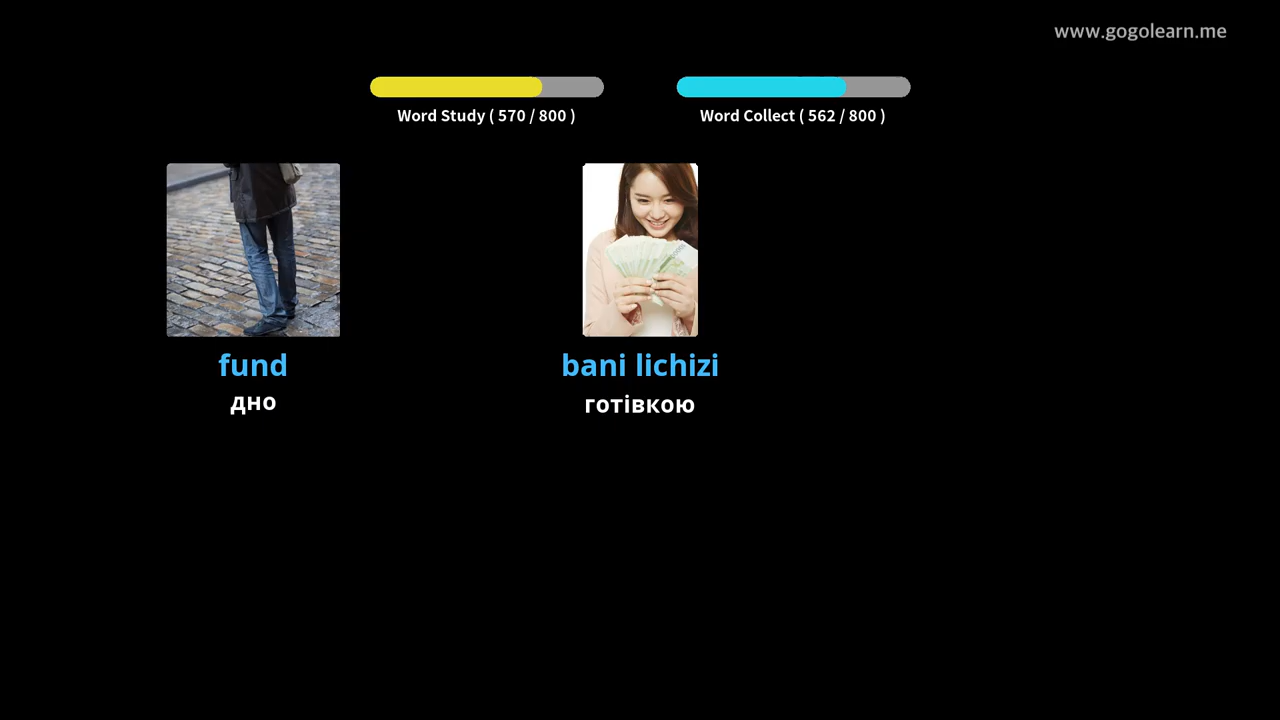 www.gogolearn.me
Word Study ( 570 / 800 )
Word Collect ( 562 / 800 )
fund
дно
bani lichizi
готівкою